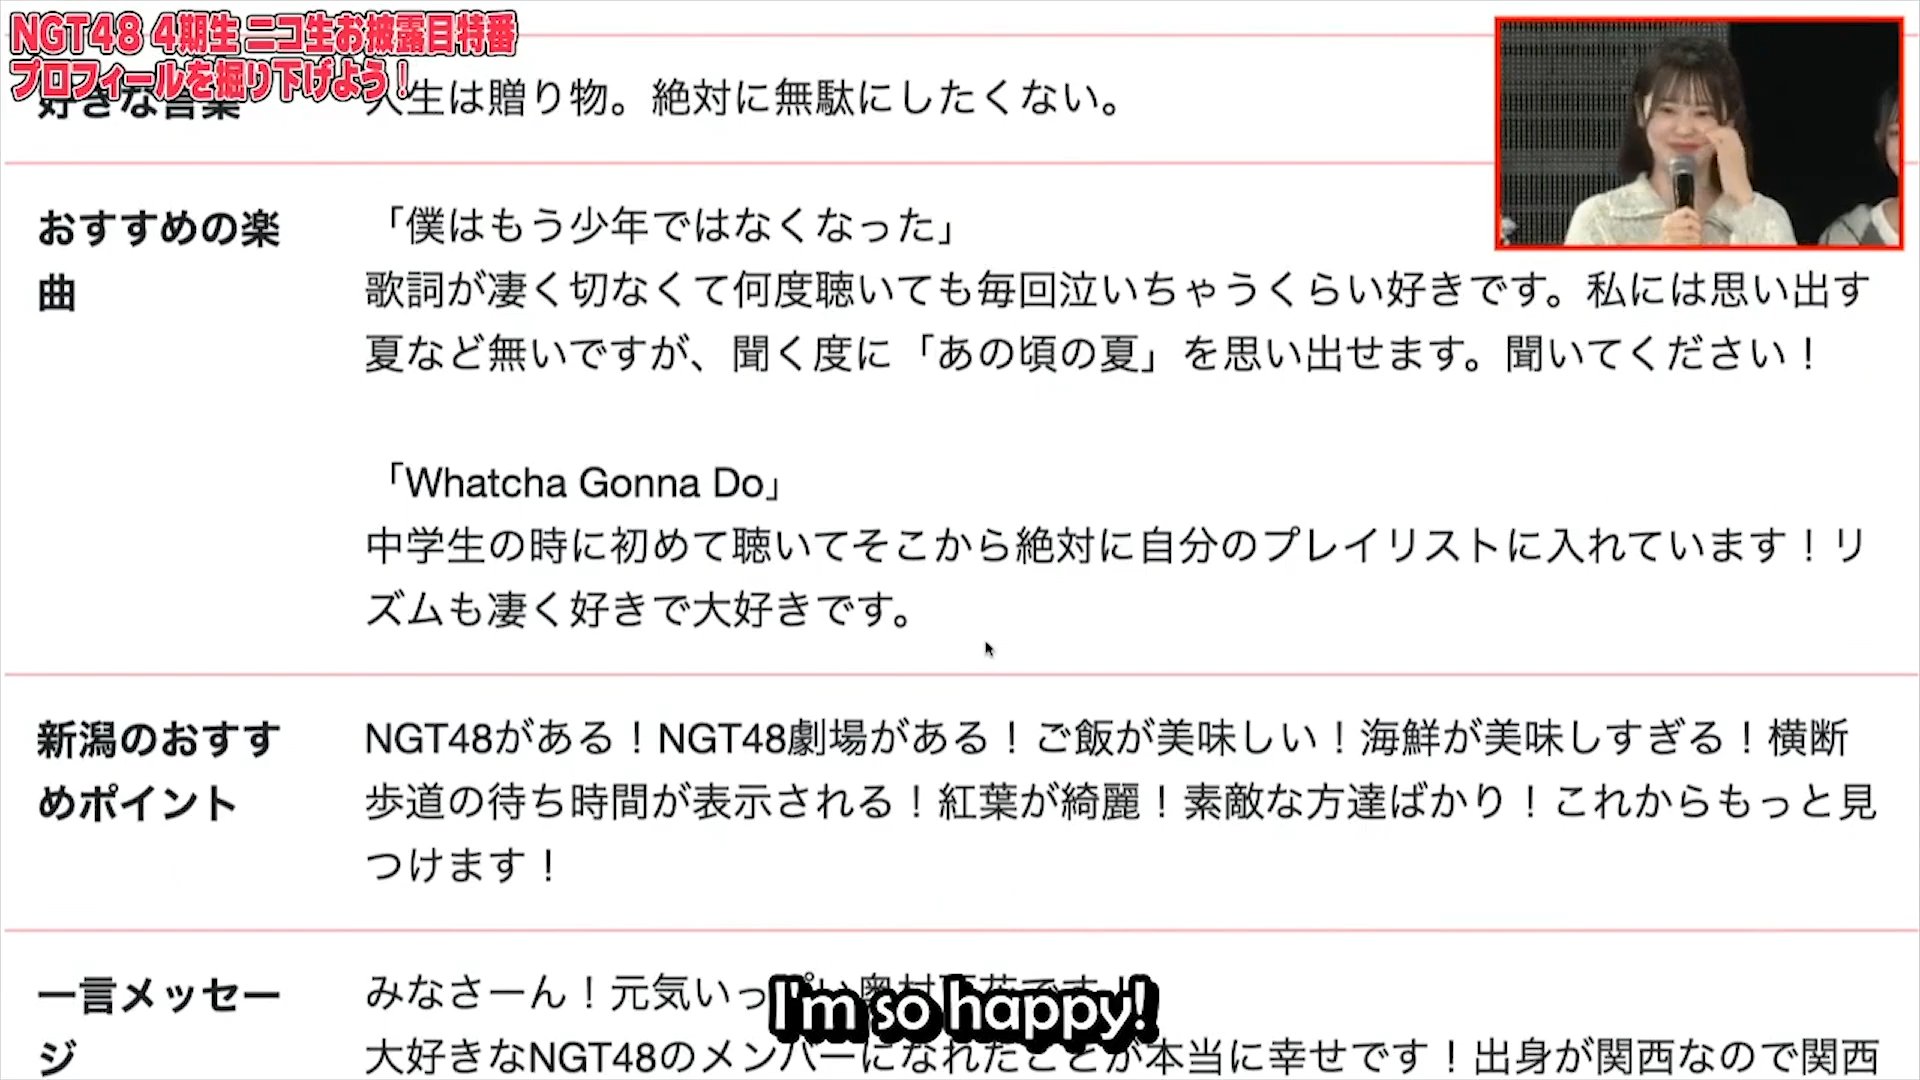 NGT48 4期生 ニコ生お披露目特番
プロフィールを掘り下げよう！
好きな言葉
人生は贈り物。絶対に無駄にしたくない。
おすすめの楽
曲
「僕はもう少年ではなくなった」
歌詞が凄く切なくて何度聴いても毎回泣いちゃうくらい好きです。私には思い出す
夏など無いですが、聞く度に「あの頃の夏」を思い出せます。聞いてください！
「Whatcha Gonna Do」
中学生の時に初めて聴いてそこから絶対に自分のプレイリストに入れています！リ
ズムも凄く好きで大好きです。
新潟のおすす
めポイント
NGT48がある！NGT48劇場がある！ご飯が美味しい！海鮮が美味しすぎる！横断
歩道の待ち時間が表示される！紅葉が綺麗！素敵な方達ばかり！これからもっと見
つけます！
一言メッセー
ジ
みなさーん！元気いっ
大好きなNGT48のメンバーになれたことが本当に幸せです！出身が関西なので関西
I'm so happy!